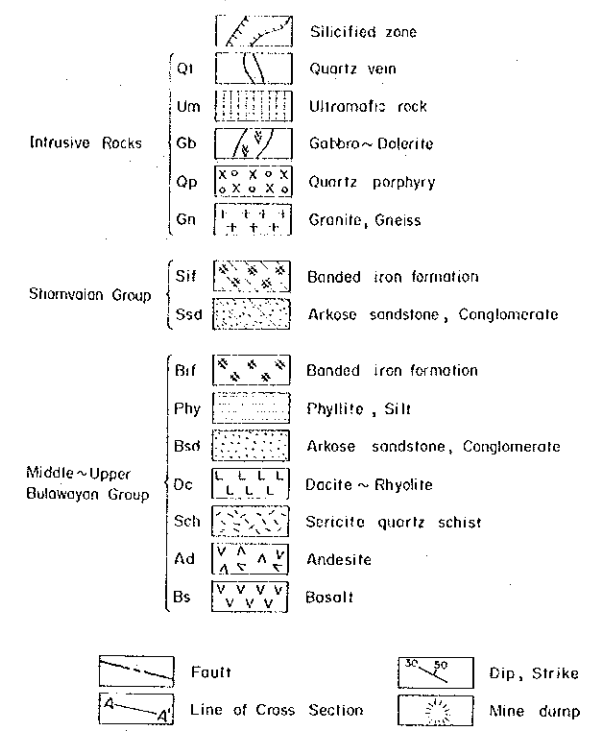 Silicified zone
Qt Quartz vein
Um Ultramafic rock
Intrusive Rocks Gb Gabbro ~ Dolerite
Qp Quartz porphyry
Gn Granite, Gneiss
Sif Banded iron formation
Shamvaian Group
Ssd Arkose sandstone, Conglomerate
Bif Banded iron formation
Phy Phyllite, Silt
Bsd Arkose sandstone, Conglomerate
Middle ~ Upper
Bulawayan Group
Dc Dacite ~ Rhyolite
Sch Sericite quartz schist
Ad Andesite
Bs Basalt
Fault
30 50 Dip, Strike
A A' Line of Cross Section
Mine dump